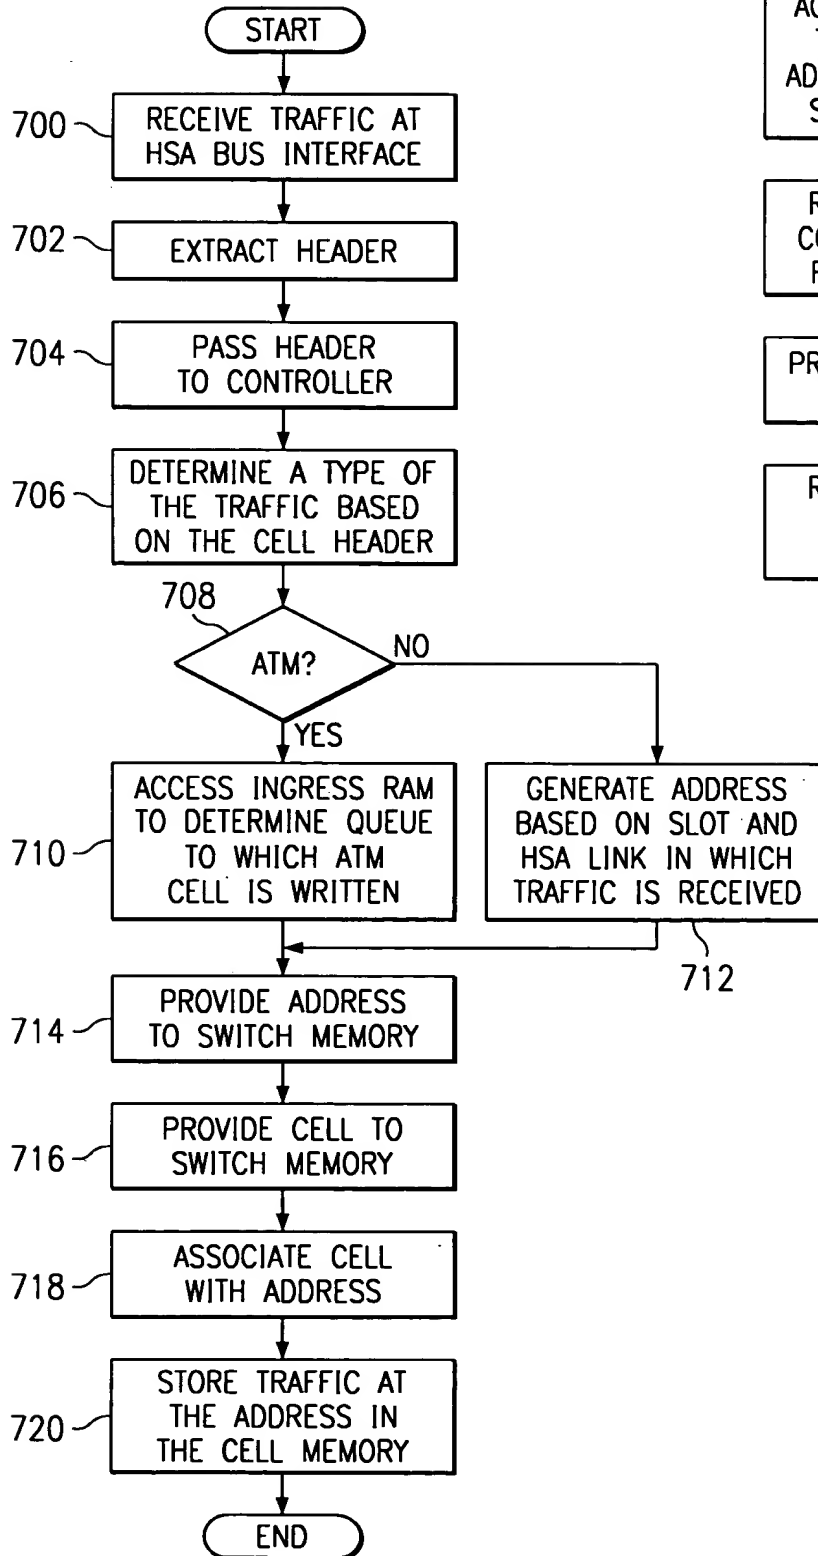 START
700
RECEIVE TRAFFIC AT
HSA BUS INTERFACE
702
EXTRACT HEADER
704
PASS HEADER
TO CONTROLLER
706
DETERMINE A TYPE OF
THE TRAFFIC BASED
ON THE CELL HEADER
708
ATM?
NO
YES
710
ACCESS INGRESS RAM
TO DETERMINE QUEUE
TO WHICH ATM
CELL IS WRITTEN
GENERATE ADDRESS
BASED ON SLOT AND
HSA LINK IN WHICH
TRAFFIC IS RECEIVED
712
714
PROVIDE ADDRESS
TO SWITCH MEMORY
716
PROVIDE CELL TO
SWITCH MEMORY
718
ASSOCIATE CELL
WITH ADDRESS
720
STORE TRAFFIC AT
THE ADDRESS IN
THE CELL MEMORY
END